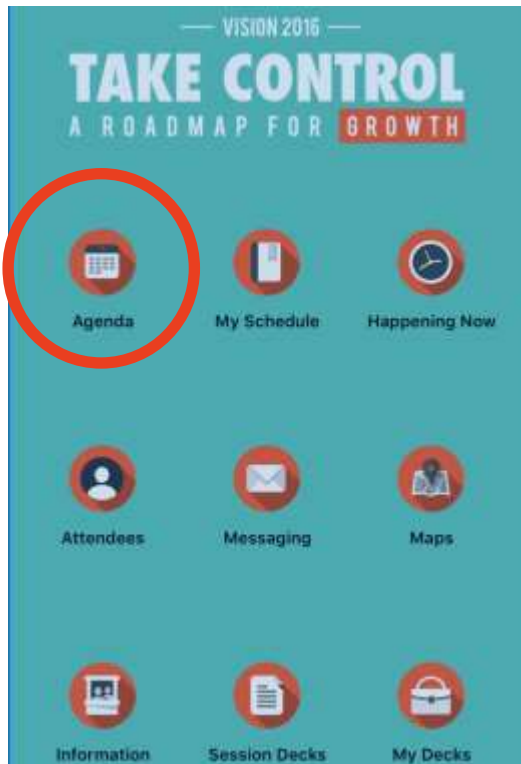 VISION 2016
TAKE CONTROL
A ROADMAP FOR GROWTH
Agenda My Schedule Happening Now
Attendees Messaging Maps
Information Session Decks My Decks